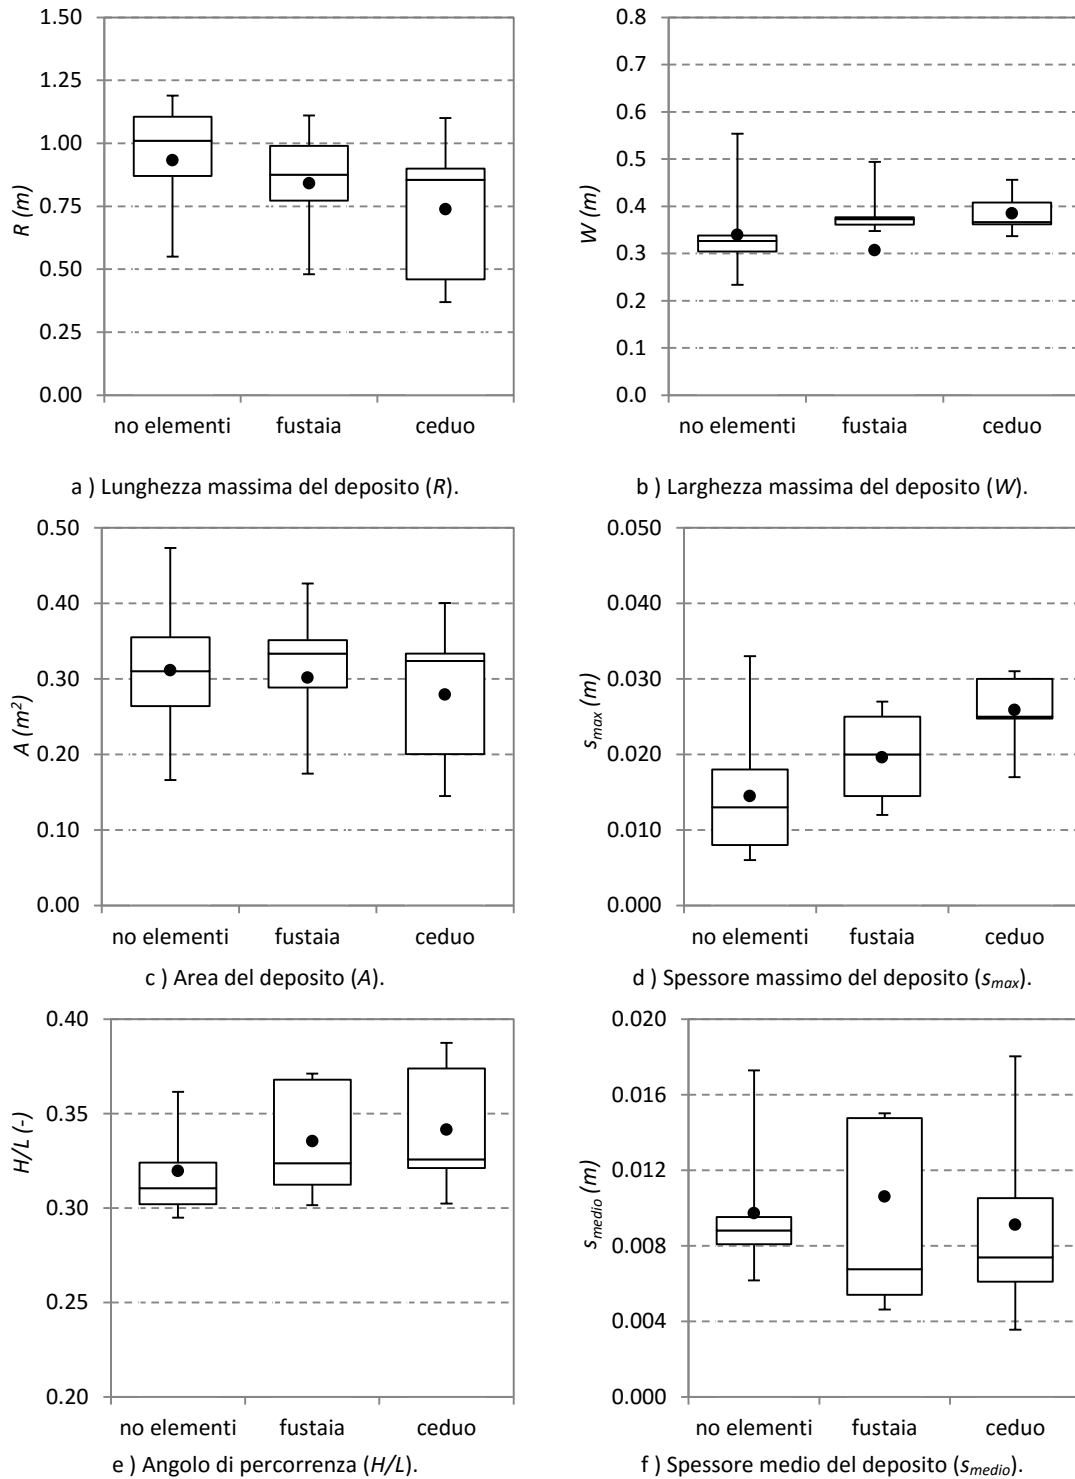 1.50
1.25
1.00
0.75
0.50
0.25
0.00
R (m)
no elementi fustaia ceduo
a ) Lunghezza massima del deposito (R).
0.8
0.7
0.6
0.5
0.4
0.3
0.2
0.1
0.0
W (m)
no elementi fustaia ceduo
b ) Larghezza massima del deposito (W).
0.50
0.40
0.30
0.20
0.10
0.00
A (m²)
no elementi fustaia ceduo
c ) Area del deposito (A).
0.050
0.040
0.030
0.020
0.010
0.000
s_max (m)
no elementi fustaia ceduo
d ) Spessore massimo del deposito (s_max).
0.40
0.35
0.30
0.25
0.20
H/L (-)
no elementi fustaia ceduo
e ) Angolo di percorrenza (H/L).
0.020
0.016
0.012
0.008
0.004
0.000
s_medio (m)
no elementi fustaia ceduo
f ) Spessore medio del deposito (s_medio).